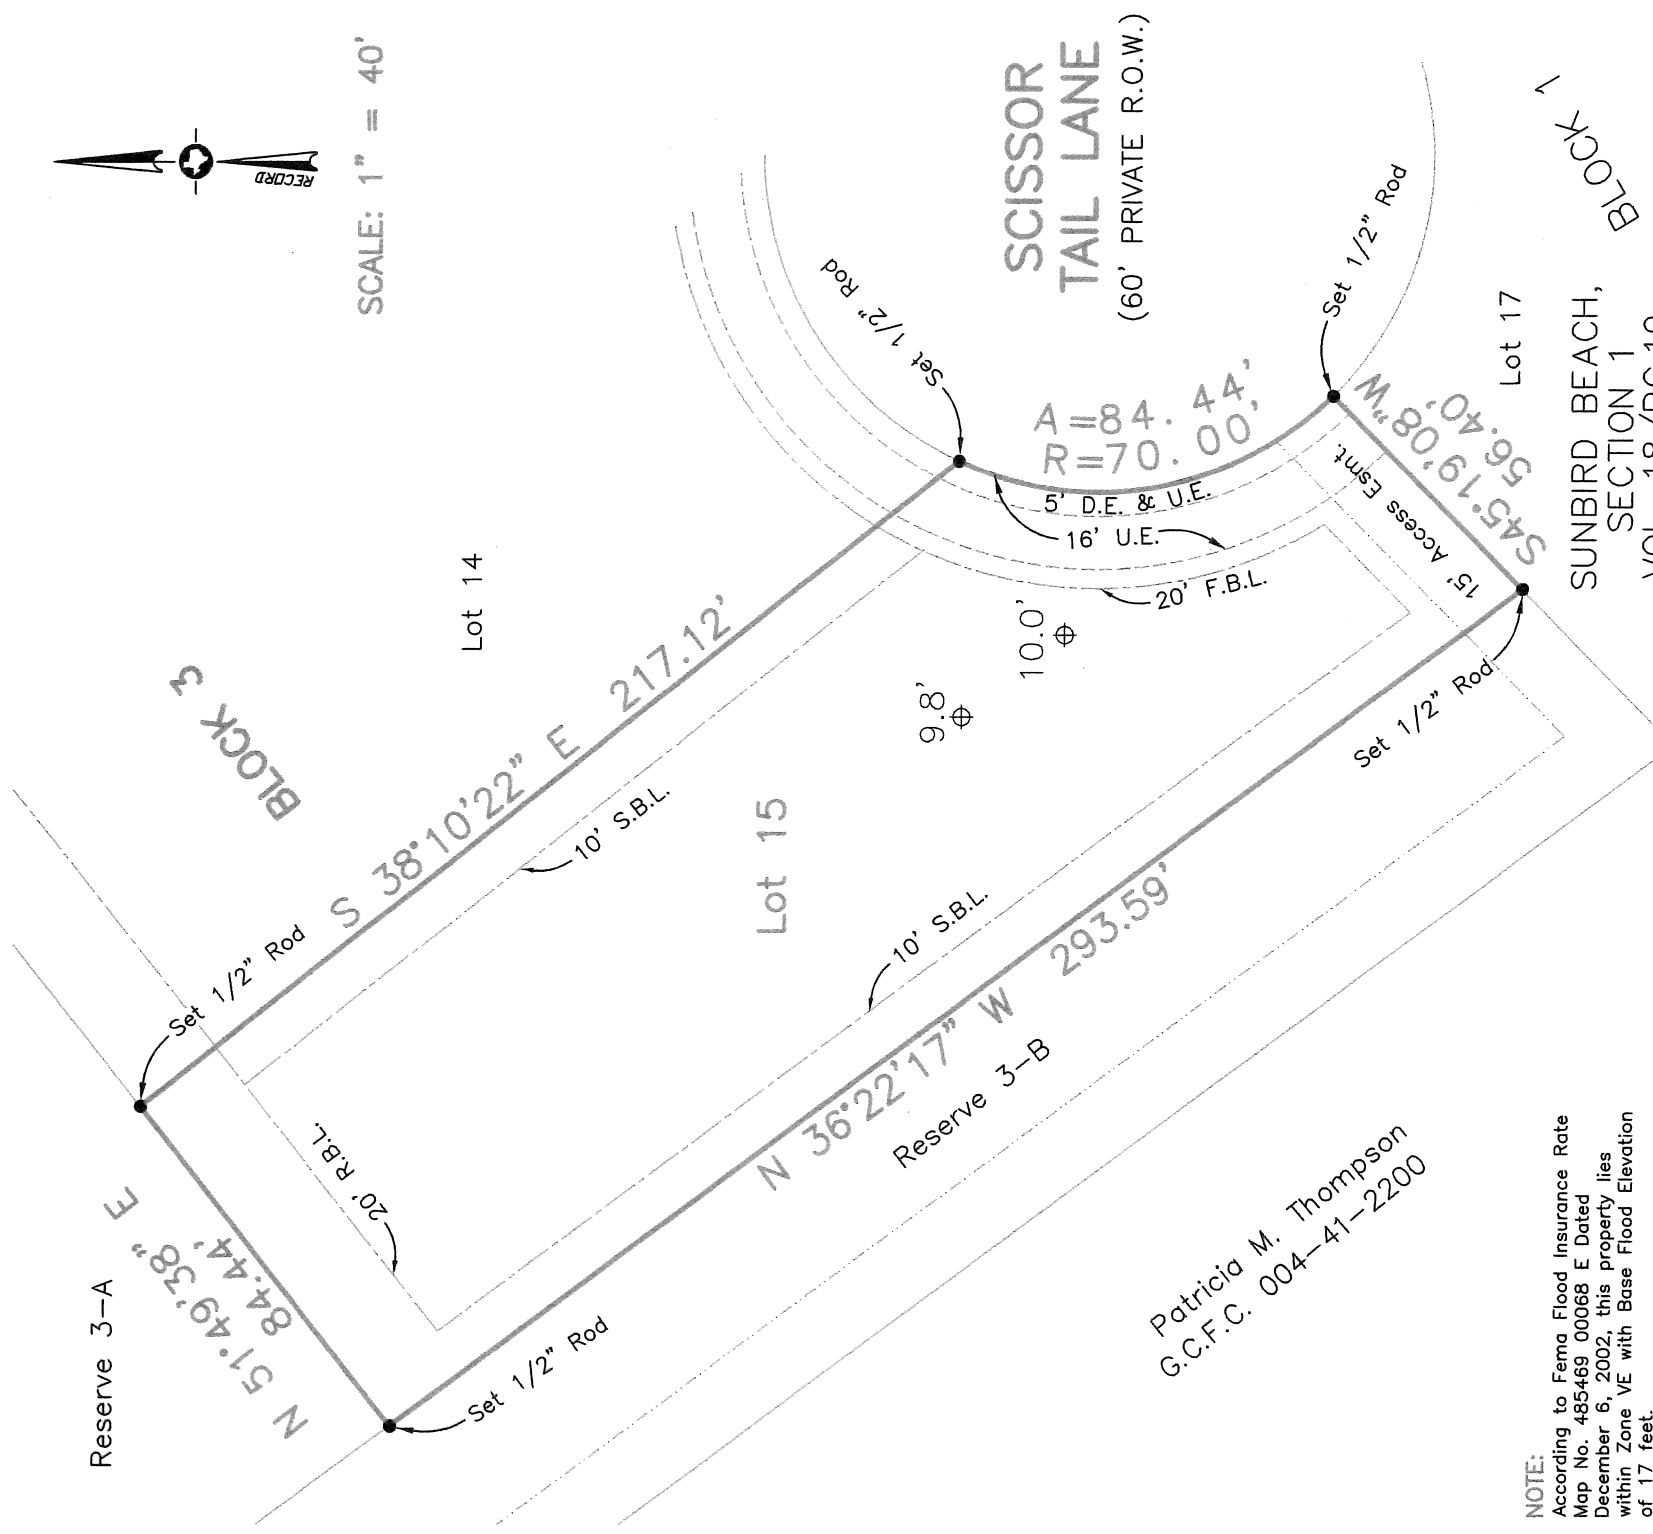 RECORD
SCALE: 1" = 40'
SCISSOR
TAIL LANE
(60' PRIVATE R.O.W.)
BLOCK 1
BLOCK 3
Lot 14
Set 1/2" Rod
Set 1/2" Rod
A=84.44'
R=70.00'
5' D.E. & U.E.
16' U.E.
20' F.B.L.
S45°19'08"W
56.40'
15' Access Esmt.
Lot 17
SUNBIRD BEACH,
SECTION 1
S 38°10'22" E 217.12'
10' S.B.L.
10.0'
9.8'
Lot 15
Set 1/2" Rod
Set 1/2" Rod
10' S.B.L.
N 36°22'17" W 293.59'
Reserve 3-B
20' R.B.L.
N 51°49'38" E
84.44'
Reserve 3-A
Set 1/2" Rod
Patricia M. Thompson
G.C.F.C. 004-41-2200
NOTE:
According to Fema Flood Insurance Rate
Map No. 485469 00068 E Dated
December 6, 2002, this property lies
within Zone VE with Base Flood Elevation
of 17 feet.